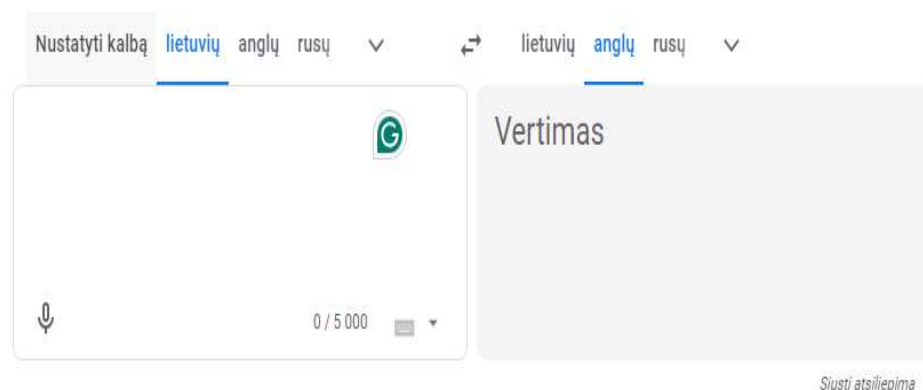 Nustatyti kalbą lietuvių anglų rusų lietuvių anglų rusų
Vertimas
0 / 5 000
Siųsti atsiliepimą